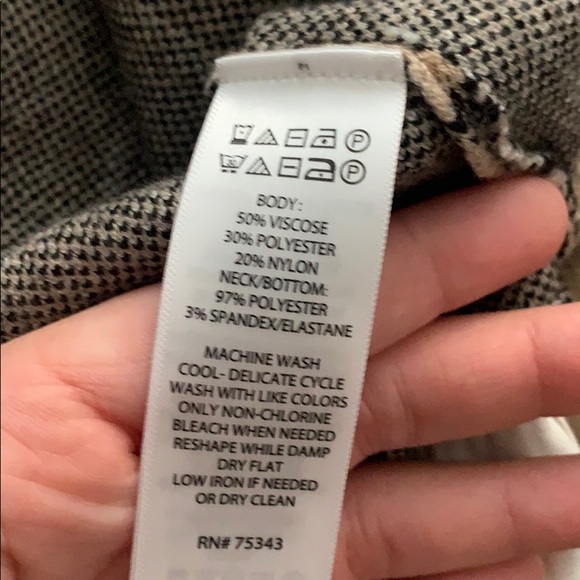 P
30 P
BODY:
50% VISCOSE
30% POLYESTER
20% NYLON
NECK/BOTTOM:
97% POLYESTER
3% SPANDEX/ELASTANE
MACHINE WASH
COOL- DELICATE CYCLE
WASH WITH LIKE COLORS
ONLY NON-CHLORINE
BLEACH WHEN NEEDED
RESHAPE WHILE DAMP
DRY FLAT
LOW IRON IF NEEDED
OR DRY CLEAN
RN# 75343